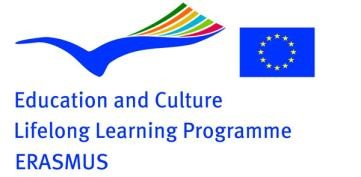 Education and Culture
Lifelong Learning Programme
ERASMUS